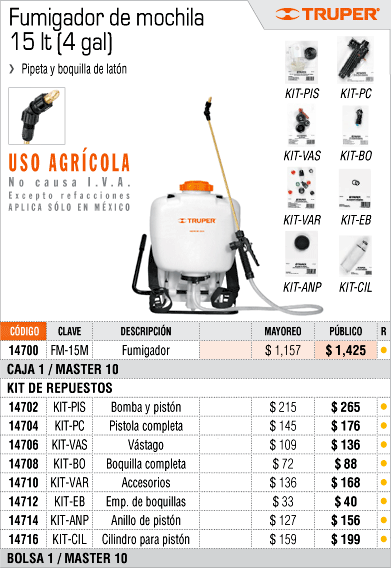 Fumigador de mochila
15 lt (4 gal)
TRUPER®
❯ Pipeta y boquilla de latón
KIT-PIS
KIT-PC
USO AGRÍCOLA
No causa I.V.A.
Excepto refacciones
APLICA SÓLO EN MÉXICO
KIT-VAS
KIT-BO
KIT-VAR
KIT-EB
TRUPER
KIT-ANP
KIT-CIL
CÓDIGO CLAVE DESCRIPCIÓN MAYOREO PÚBLICO R
14700 FM-15M Fumigador $ 1,157 $ 1,425
CAJA 1 / MASTER 10
KIT DE REPUESTOS
14702 KIT-PIS Bomba y pistón $ 215 $ 265
14704 KIT-PC Pistola completa $ 145 $ 176
14706 KIT-VAS Vástago $ 109 $ 136
14708 KIT-BO Boquilla completa $ 72 $ 88
14710 KIT-VAR Accesorios $ 136 $ 168
14712 KIT-EB Emp. de boquillas $ 33 $ 40
14714 KIT-ANP Anillo de pistón $ 127 $ 156
14716 KIT-CIL Cilindro para pistón $ 159 $ 199
BOLSA 1 / MASTER 10